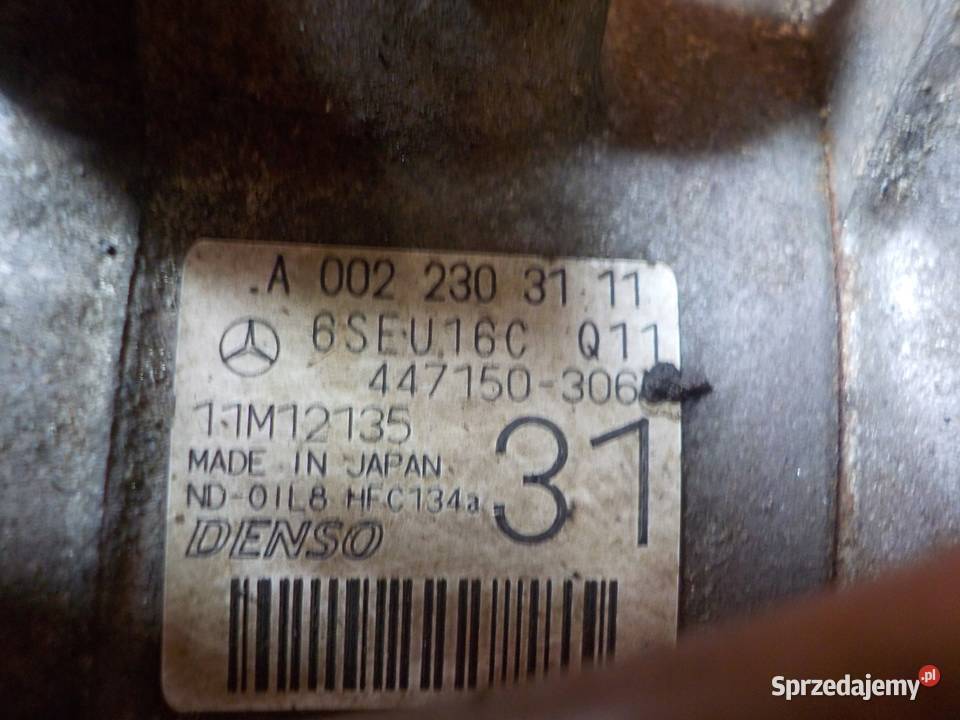 .A 002 230 31 11
6SEU16C Q11
447150-306
11M12135
31
MADE IN JAPAN
ND-OIL8 HFC134a
DENSO
Sprzedajemy.pl